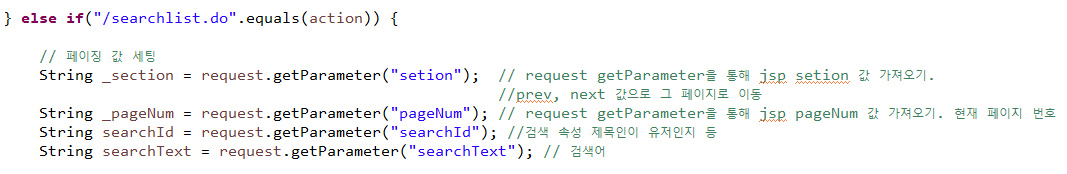 } else if("/searchlist.do".equals(action)) {
// 페이징 값 세팅
String _section = request.getParameter("setion"); // request getParameter을 통해 jsp setion 값 가져오기.
//prev, next 값으로 그 페이지로 이동
String _pageNum = request.getParameter("pageNum"); // request getParameter을 통해 jsp pageNum 값 가져오기. 현재 페이지 번호
String searchId = request.getParameter("searchId"); //검색 속성 제목인이 유저인지 등
String searchText = request.getParameter("searchText"); // 검색어